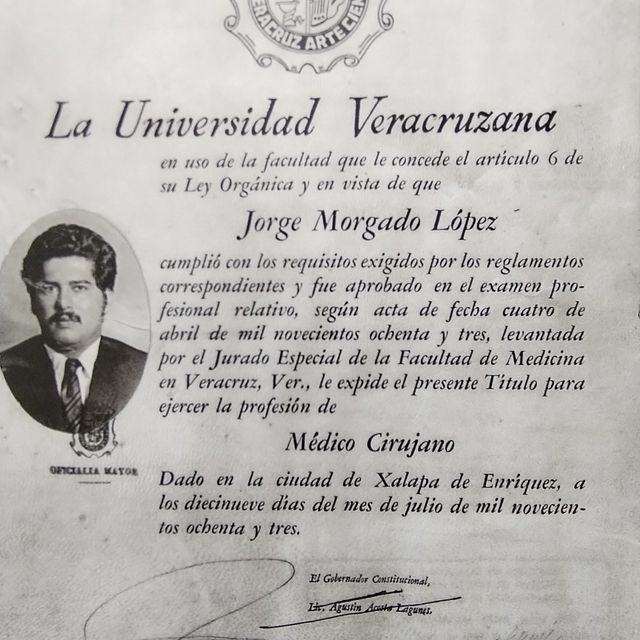 VERACRUZ ARTE CIEN
La Universidad Veracruzana
en uso de la facultad que le concede el artículo 6 de
su Ley Orgánica y en vista de que
Jorge Morgado López
cumplió con los requisitos exigidos por los reglamentos
correspondientes y fue aprobado en el examen pro-
fesional relativo, según acta de fecha cuatro de
abril de mil novecientos ochenta y tres, levantada
por el Jurado Especial de la Facultad de Medicina
en Veracruz, Ver., le expide el presente Título para
ejercer la profesión de
Médico Cirujano
OFICIALIA MAYOR
Dado en la ciudad de Xalapa de Enríquez, a
los diecinueve días del mes de julio de mil novecien-
tos ochenta y tres.
El Gobernador Constitucional,
Lic. Agustín Acosta Lagunes.